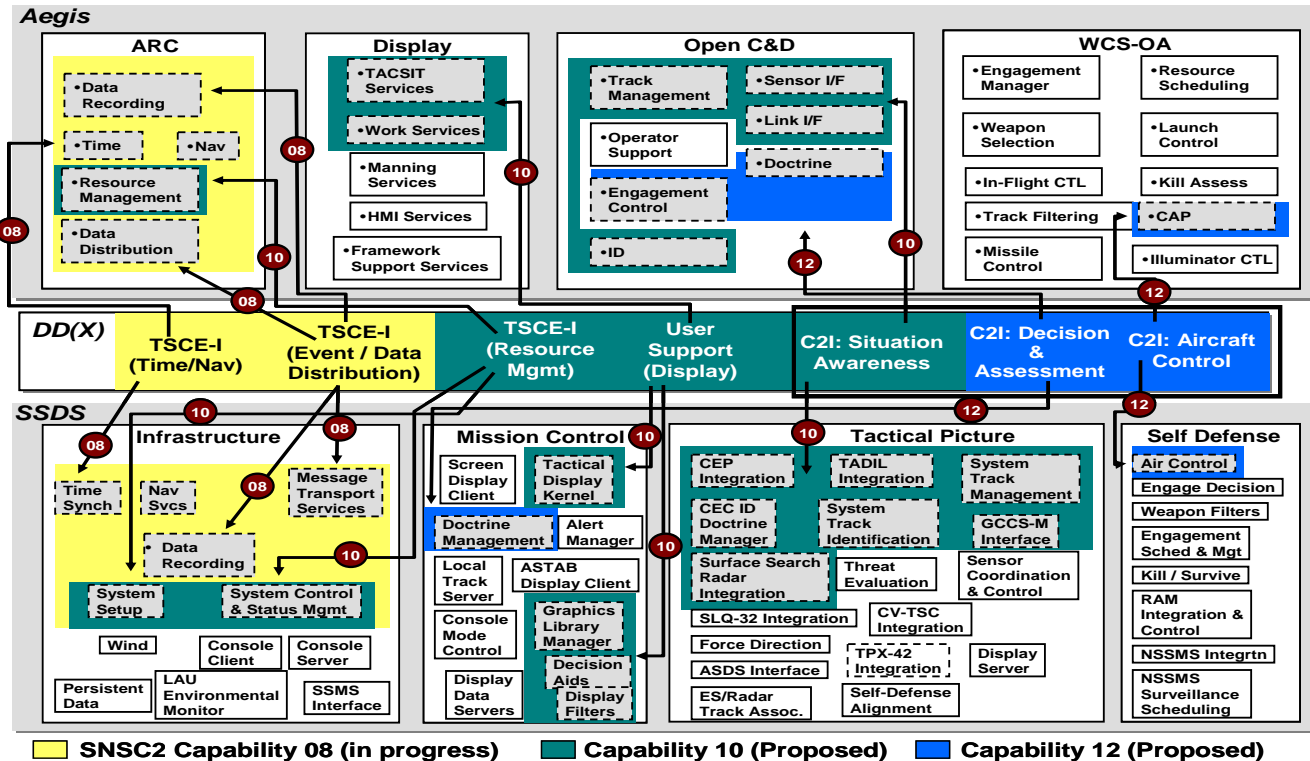 Aegis
ARC
•Data
Recording
•Time
•Nav
•Resource
Management
•Data
Distribution
Display
•TACSIT
Services
•Work Services
•Manning
Services
•HMI Services
•Framework
Support Services
Open C&D
•Track
Management
•Operator
Support
•Engagement
Control
•ID
•Sensor I/F
•Link I/F
•Doctrine
WCS-OA
•Engagement
Manager
•Weapon
Selection
•In-Flight CTL
•Track Filtering
•Missile
Control
•Resource
Scheduling
•Launch
Control
•Kill Assess
•CAP
•Illuminator CTL
08
08
10
08
10
12
10
12
DD(X)
TSCE-I
(Time/Nav)
TSCE-I
(Event / Data
Distribution)
TSCE-I
(Resource
Mgmt)
User
Support
(Display)
C2I: Situation
Awareness
C2I: Decision
&
Assessment
C2I: Aircraft
Control
SSDS
10
08
08
08
10
12
10
10
10
12
Infrastructure
Time
Synch
Nav
Svcs
Message
Transport
Services
• Data
Recording
System
Setup
System Control
& Status Mgmt
Wind
Console
Client
Console
Server
Persistent
Data
LAU
Environmental
Monitor
SSMS
Interface
Mission Control
Screen
Display
Client
Tactical
Display
Kernel
Doctrine
Management
Alert
Manager
Local
Track
Server
ASTAB
Display Client
Console
Mode
Control
Graphics
Library
Manager
Decision
Aids
Display
Filters
Display
Data
Servers
Tactical Picture
CEP
Integration
TADIL
Integration
System
Track
Management
CEC ID
Doctrine
Manager
System
Track
Identification
GCCS-M
Interface
Surface Search
Radar
Integration
Threat
Evaluation
Sensor
Coordination
& Control
SLQ-32 Integration
CV-TSC
Integration
Force Direction
TPX-42
Integration
Display
Server
ASDS Interface
ES/Radar
Track Assoc.
Self-Defense
Alignment
Self Defense
Air Control
Engage Decision
Weapon Filters
Engagement
Sched & Mgt
Kill / Survive
RAM
Integration &
Control
NSSMS Integrtn
NSSMS
Surveillance
Scheduling
SNSC2 Capability 08 (in progress)
Capability 10 (Proposed)
Capability 12 (Proposed)